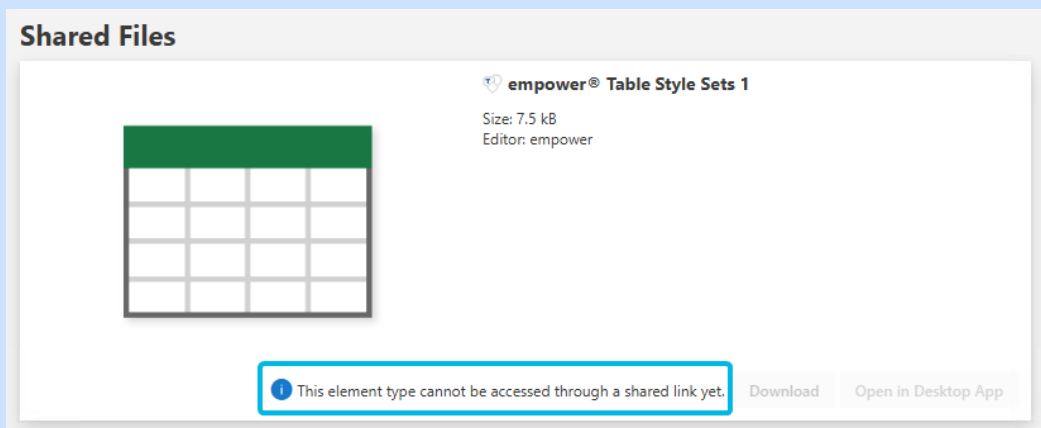 Shared Files
empower® Table Style Sets 1
Size: 7.5 kB
Editor: empower
This element type cannot be accessed through a shared link yet.
Download
Open in Desktop App